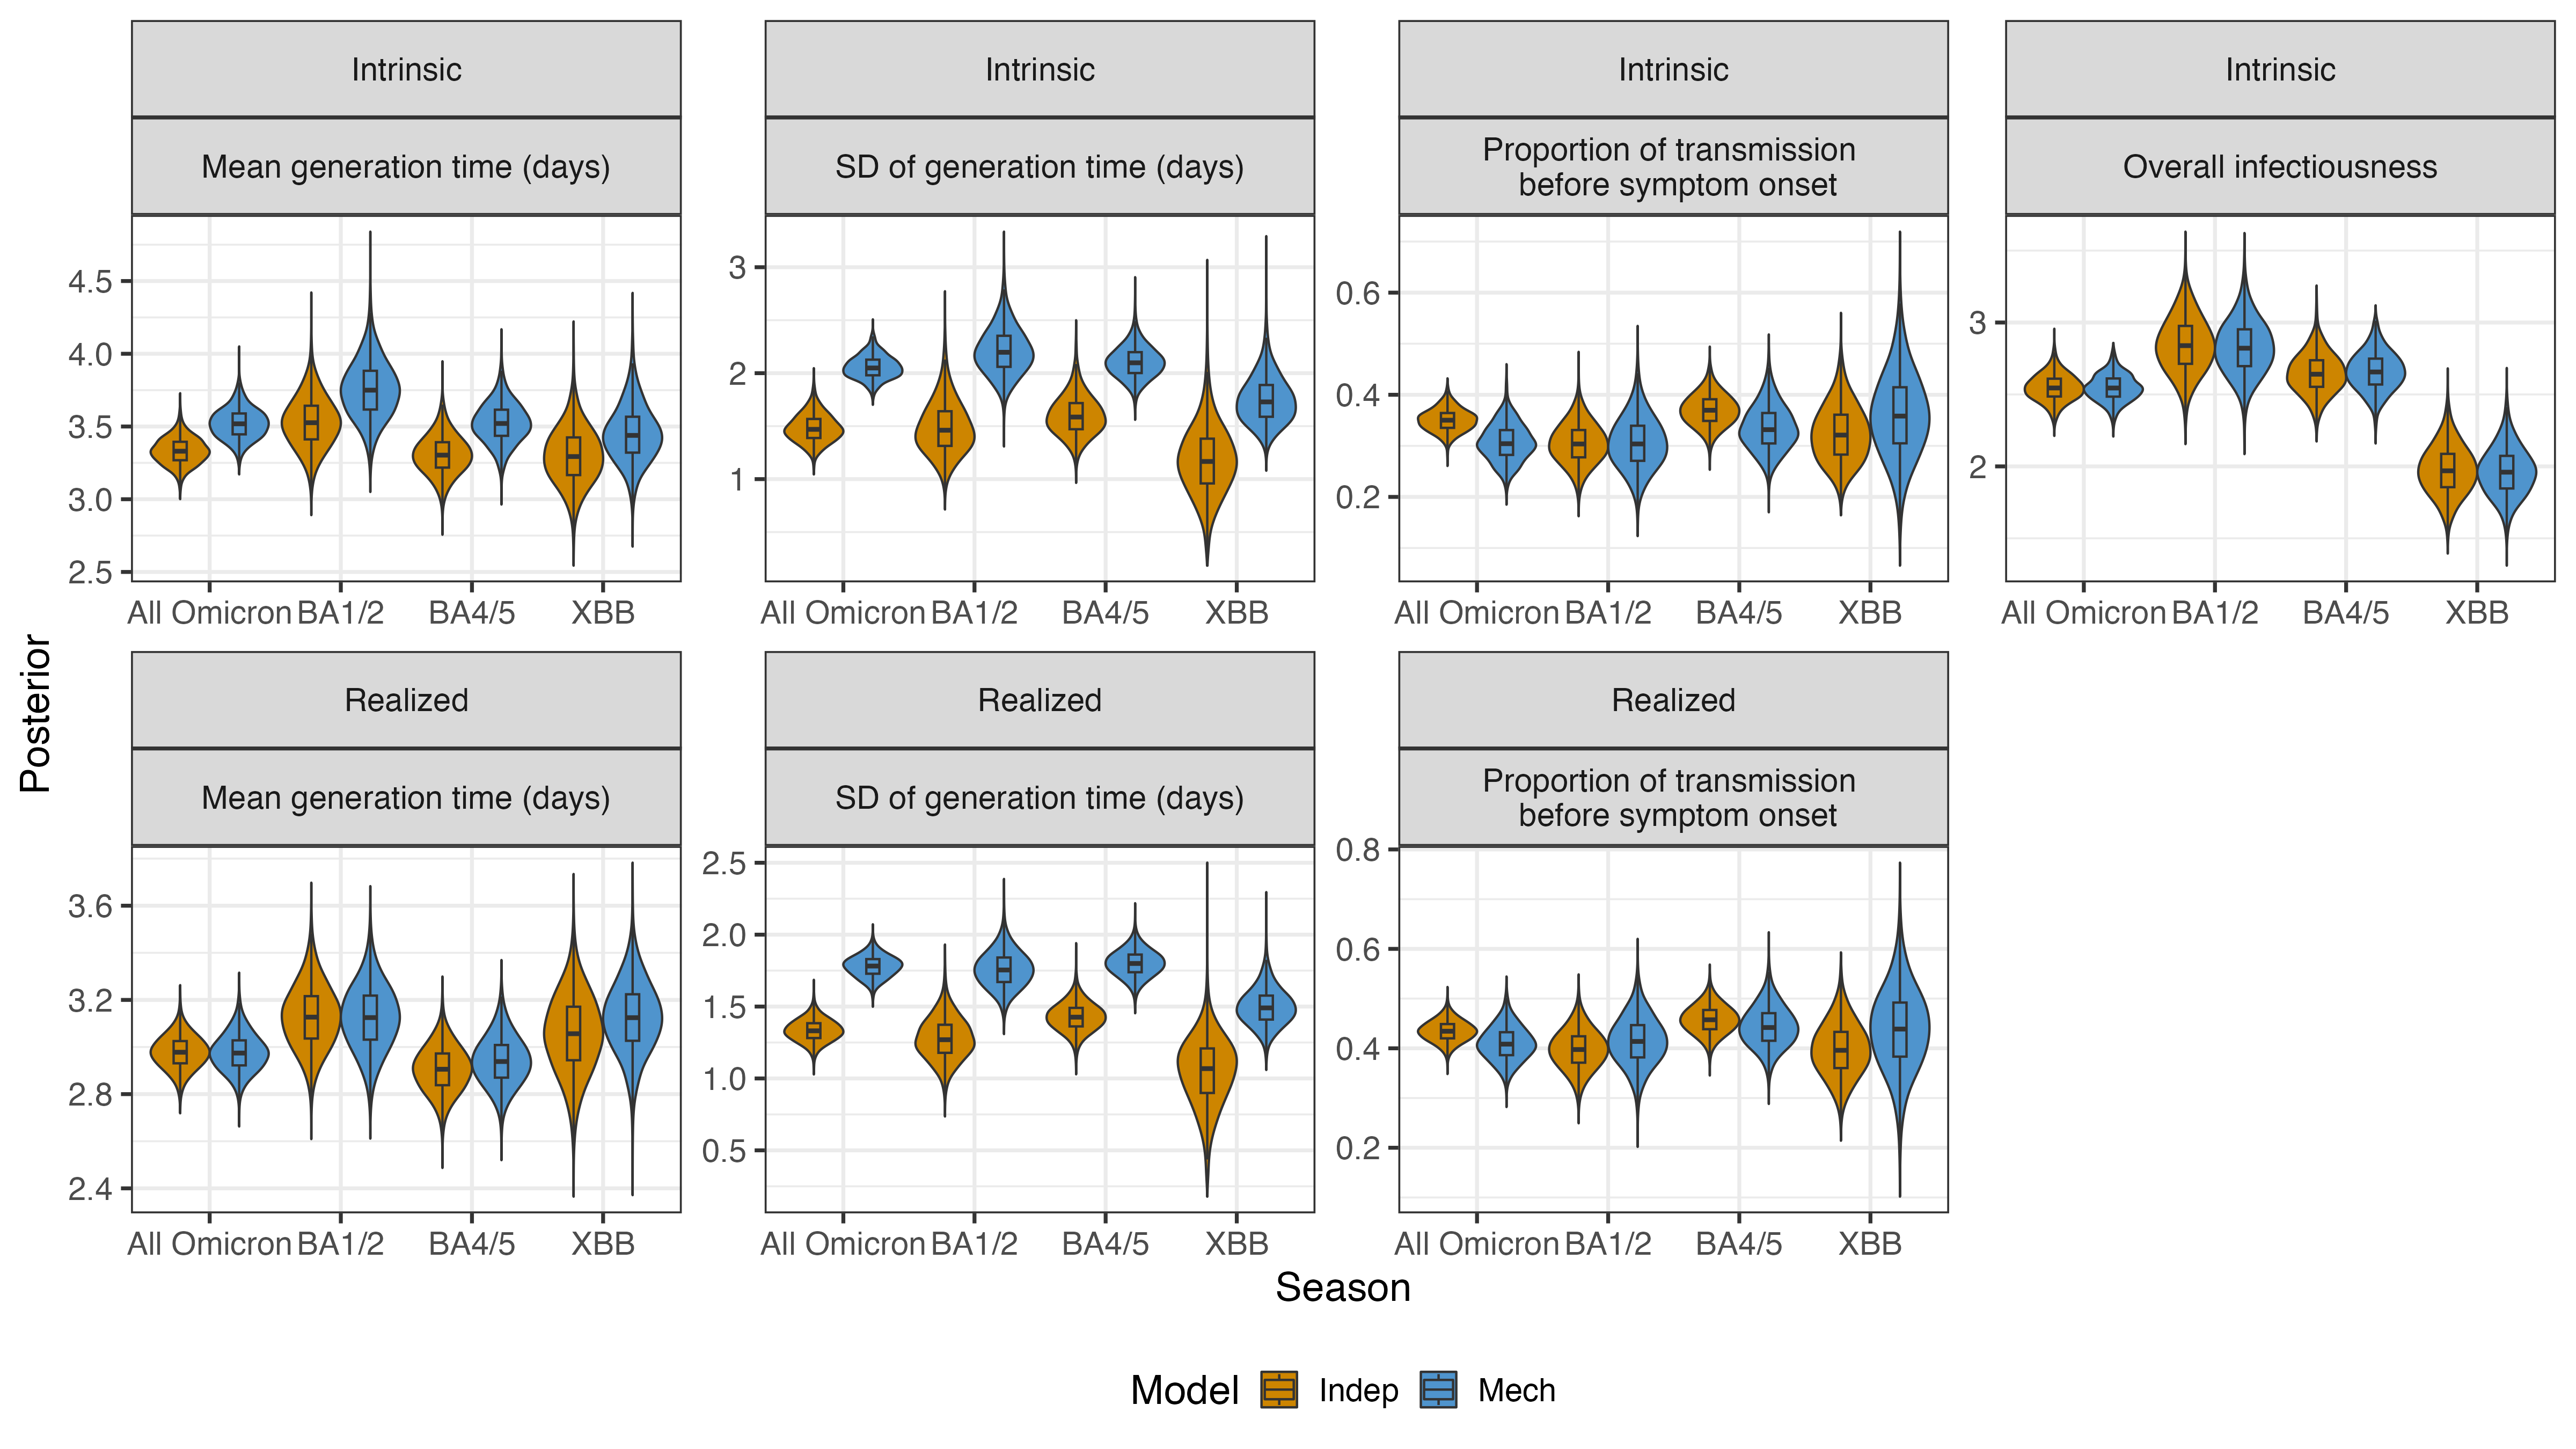 Intrinsic
Mean generation time (days)
4.5
4.0
3.5
3.0
2.5
All Omicron BA1/2 BA4/5 XBB
Intrinsic
SD of generation time (days)
3
2
1
All Omicron BA1/2 BA4/5 XBB
Intrinsic
Proportion of transmission
before symptom onset
0.6
0.4
0.2
All Omicron BA1/2 BA4/5 XBB
Intrinsic
Overall infectiousness
3
2
All Omicron BA1/2 BA4/5 XBB
Posterior
Realized
Mean generation time (days)
3.6
3.2
2.8
2.4
All Omicron BA1/2 BA4/5 XBB
Realized
SD of generation time (days)
2.5
2.0
1.5
1.0
0.5
All Omicron BA1/2 BA4/5 XBB
Realized
Proportion of transmission
before symptom onset
0.8
0.6
0.4
0.2
All Omicron BA1/2 BA4/5 XBB
Season
Model Indep Mech